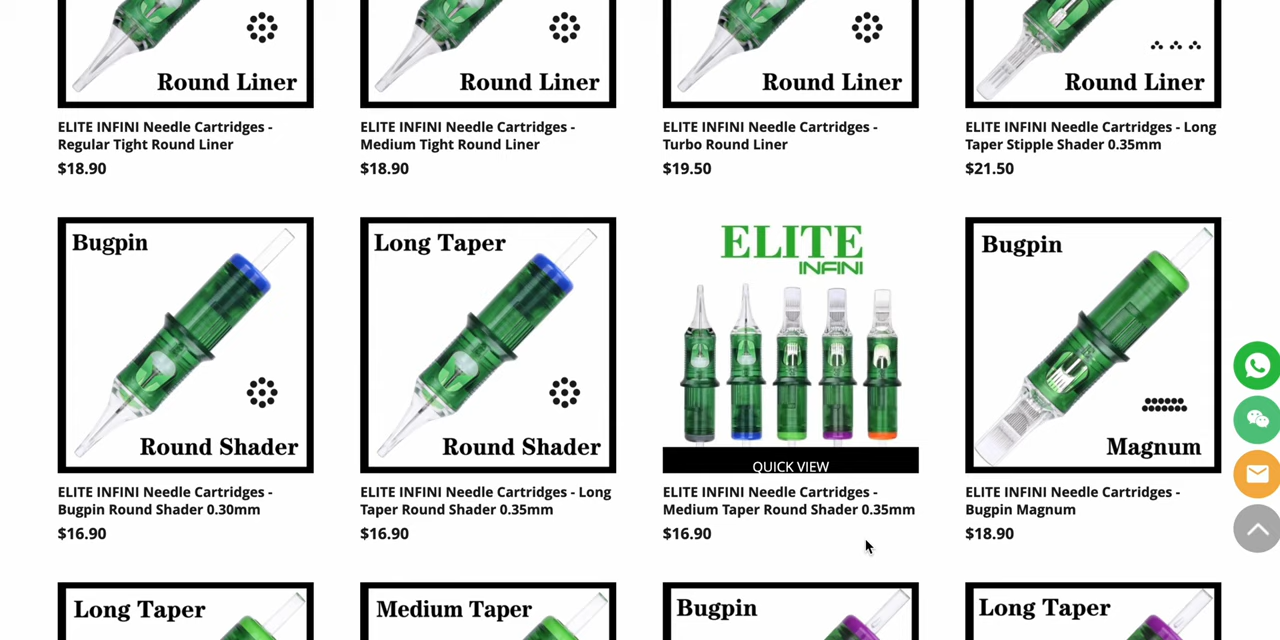 Round Liner
Round Liner
Round Liner
Round Liner
ELITE INFINI Needle Cartridges -
Regular Tight Round Liner
$18.90
ELITE INFINI Needle Cartridges -
Medium Tight Round Liner
$18.90
ELITE INFINI Needle Cartridges -
Turbo Round Liner
$19.50
ELITE INFINI Needle Cartridges - Long
Taper Stipple Shader 0.35mm
$21.50
Bugpin
Round Shader
Long Taper
Round Shader
ELITE
INFINI
QUICK VIEW
Bugpin
Magnum
ELITE INFINI Needle Cartridges -
Bugpin Round Shader 0.30mm
$16.90
ELITE INFINI Needle Cartridges - Long
Taper Round Shader 0.35mm
$16.90
ELITE INFINI Needle Cartridges -
Medium Taper Round Shader 0.35mm
$16.90
ELITE INFINI Needle Cartridges -
Bugpin Magnum
$18.90
Long Taper
Medium Taper
Bugpin
Long Taper